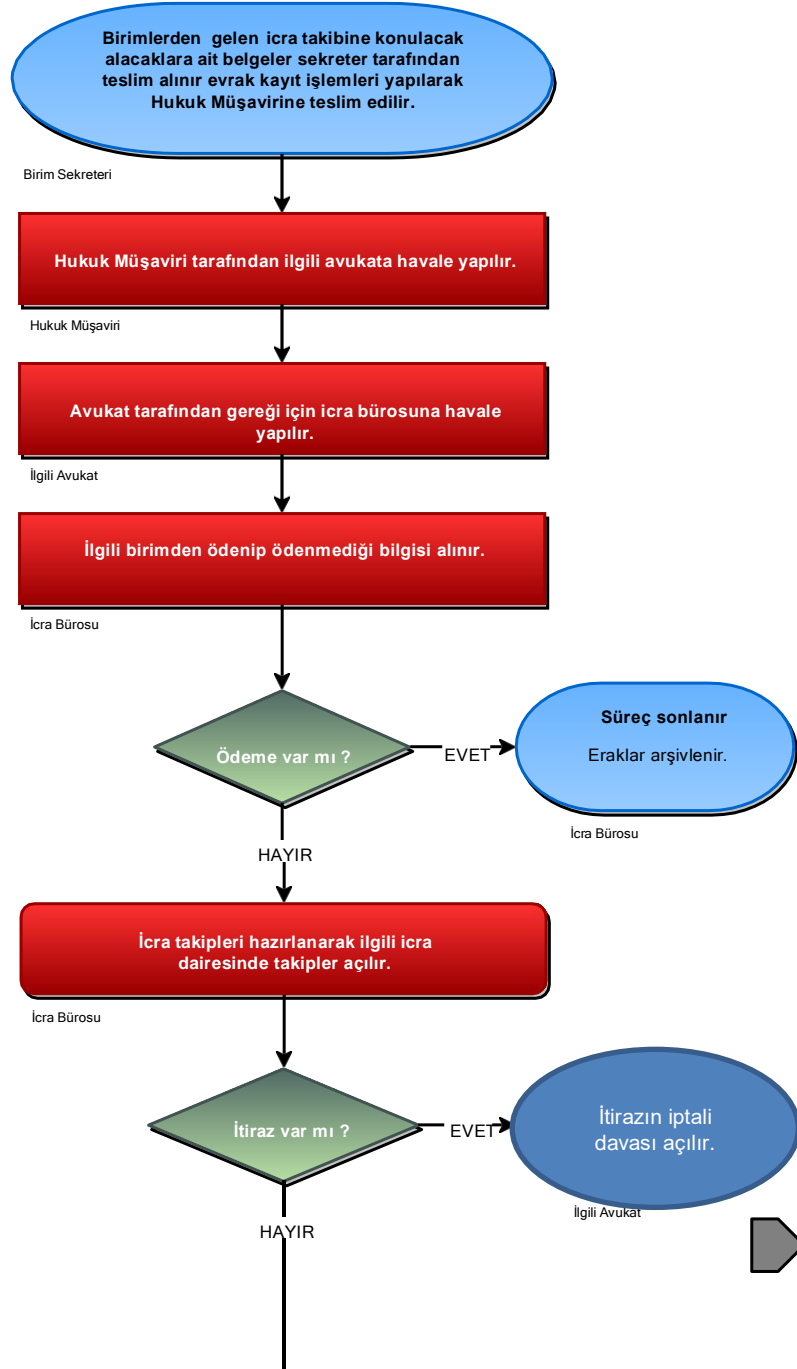 Birimlerden gelen icra takibine konulacak
alacaklara ait belgeler sekreter tarafından
teslim alınır evrak kayıt işlemleri yapılarak
Hukuk Müşavirine teslim edilir.
Birim Sekreteri
Hukuk Müşaviri tarafından ilgili avukata havale yapılır.
Hukuk Müşaviri
Avukat tarafından gereği için icra bürosuna havale
yapılır.
İlgili Avukat
İlgili birimden ödenip ödenmediği bilgisi alınır.
İcra Bürosu
Ödeme var mı ?
EVET
Süreç sonlanır
Eraklar arşivlenir.
İcra Bürosu
HAYIR
İcra takipleri hazırlanarak ilgili icra
dairesinde takipler açılır.
İcra Bürosu
İtiraz var mı ?
EVET
İtirazın iptali
davası açılır.
İlgili Avukat
HAYIR